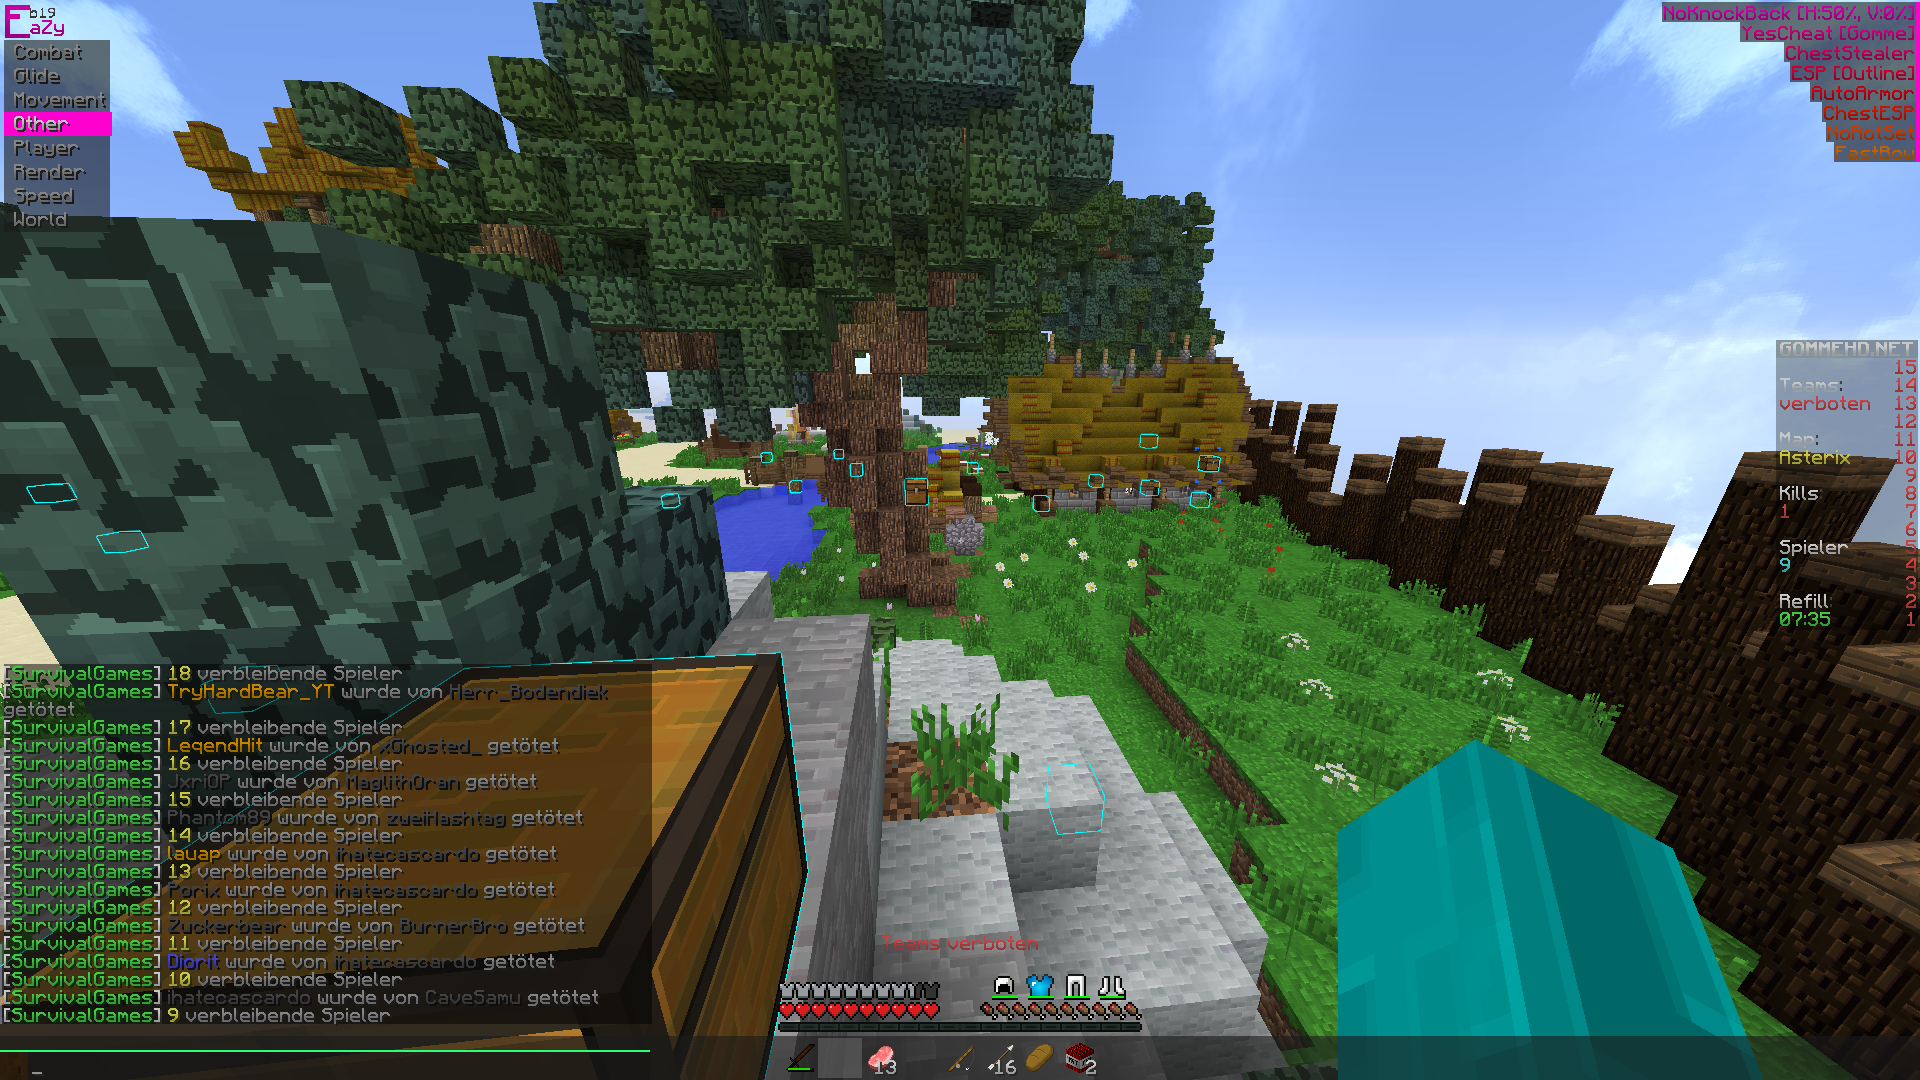 EaZy b19
Combat
Glide
Movement
Other
Player
Render
Speed
World
NoKnockBack [H:50%, V:0%]
YesCheat [Gomme]
ChestStealer
ESP [Outline]
AutoArmor
ChestESP
NoRotSet
FastBow
GOMMEHD.NET
15
Teams: 14
verboten 13
12
Map: 11
Asterix 10
9
Kills 8
1 7
6
Spieler 5
9 4
3
Refill 2
07:35 1
[SurvivalGames] 18 verbleibende Spieler
[SurvivalGames] TryHardBear_YT wurde von Herr_Bodendiek
getötet
[SurvivalGames] 17 verbleibende Spieler
[SurvivalGames] LegendHit wurde von xGhosted_ getötet
[SurvivalGames] 16 verbleibende Spieler
[SurvivalGames] JxriOP wurde von MaglithOran getötet
[SurvivalGames] 15 verbleibende Spieler
[SurvivalGames] Phantom89 wurde von zweiHashtag getötet
[SurvivalGames] 14 verbleibende Spieler
[SurvivalGames] lauap wurde von ihatecascardo getötet
[SurvivalGames] 13 verbleibende Spieler
[SurvivalGames] Porix wurde von ihatecascardo getötet
[SurvivalGames] 12 verbleibende Spieler
[SurvivalGames] Zuckerbear wurde von BurnerBro getötet
[SurvivalGames] 11 verbleibende Spieler
[SurvivalGames] Diorit wurde von ihatecascardo getötet
[SurvivalGames] 10 verbleibende Spieler
[SurvivalGames] ihatecascardo wurde von CaveSamu getötet
[SurvivalGames] 9 verbleibende Spieler
Teams verboten
13
16
2
_